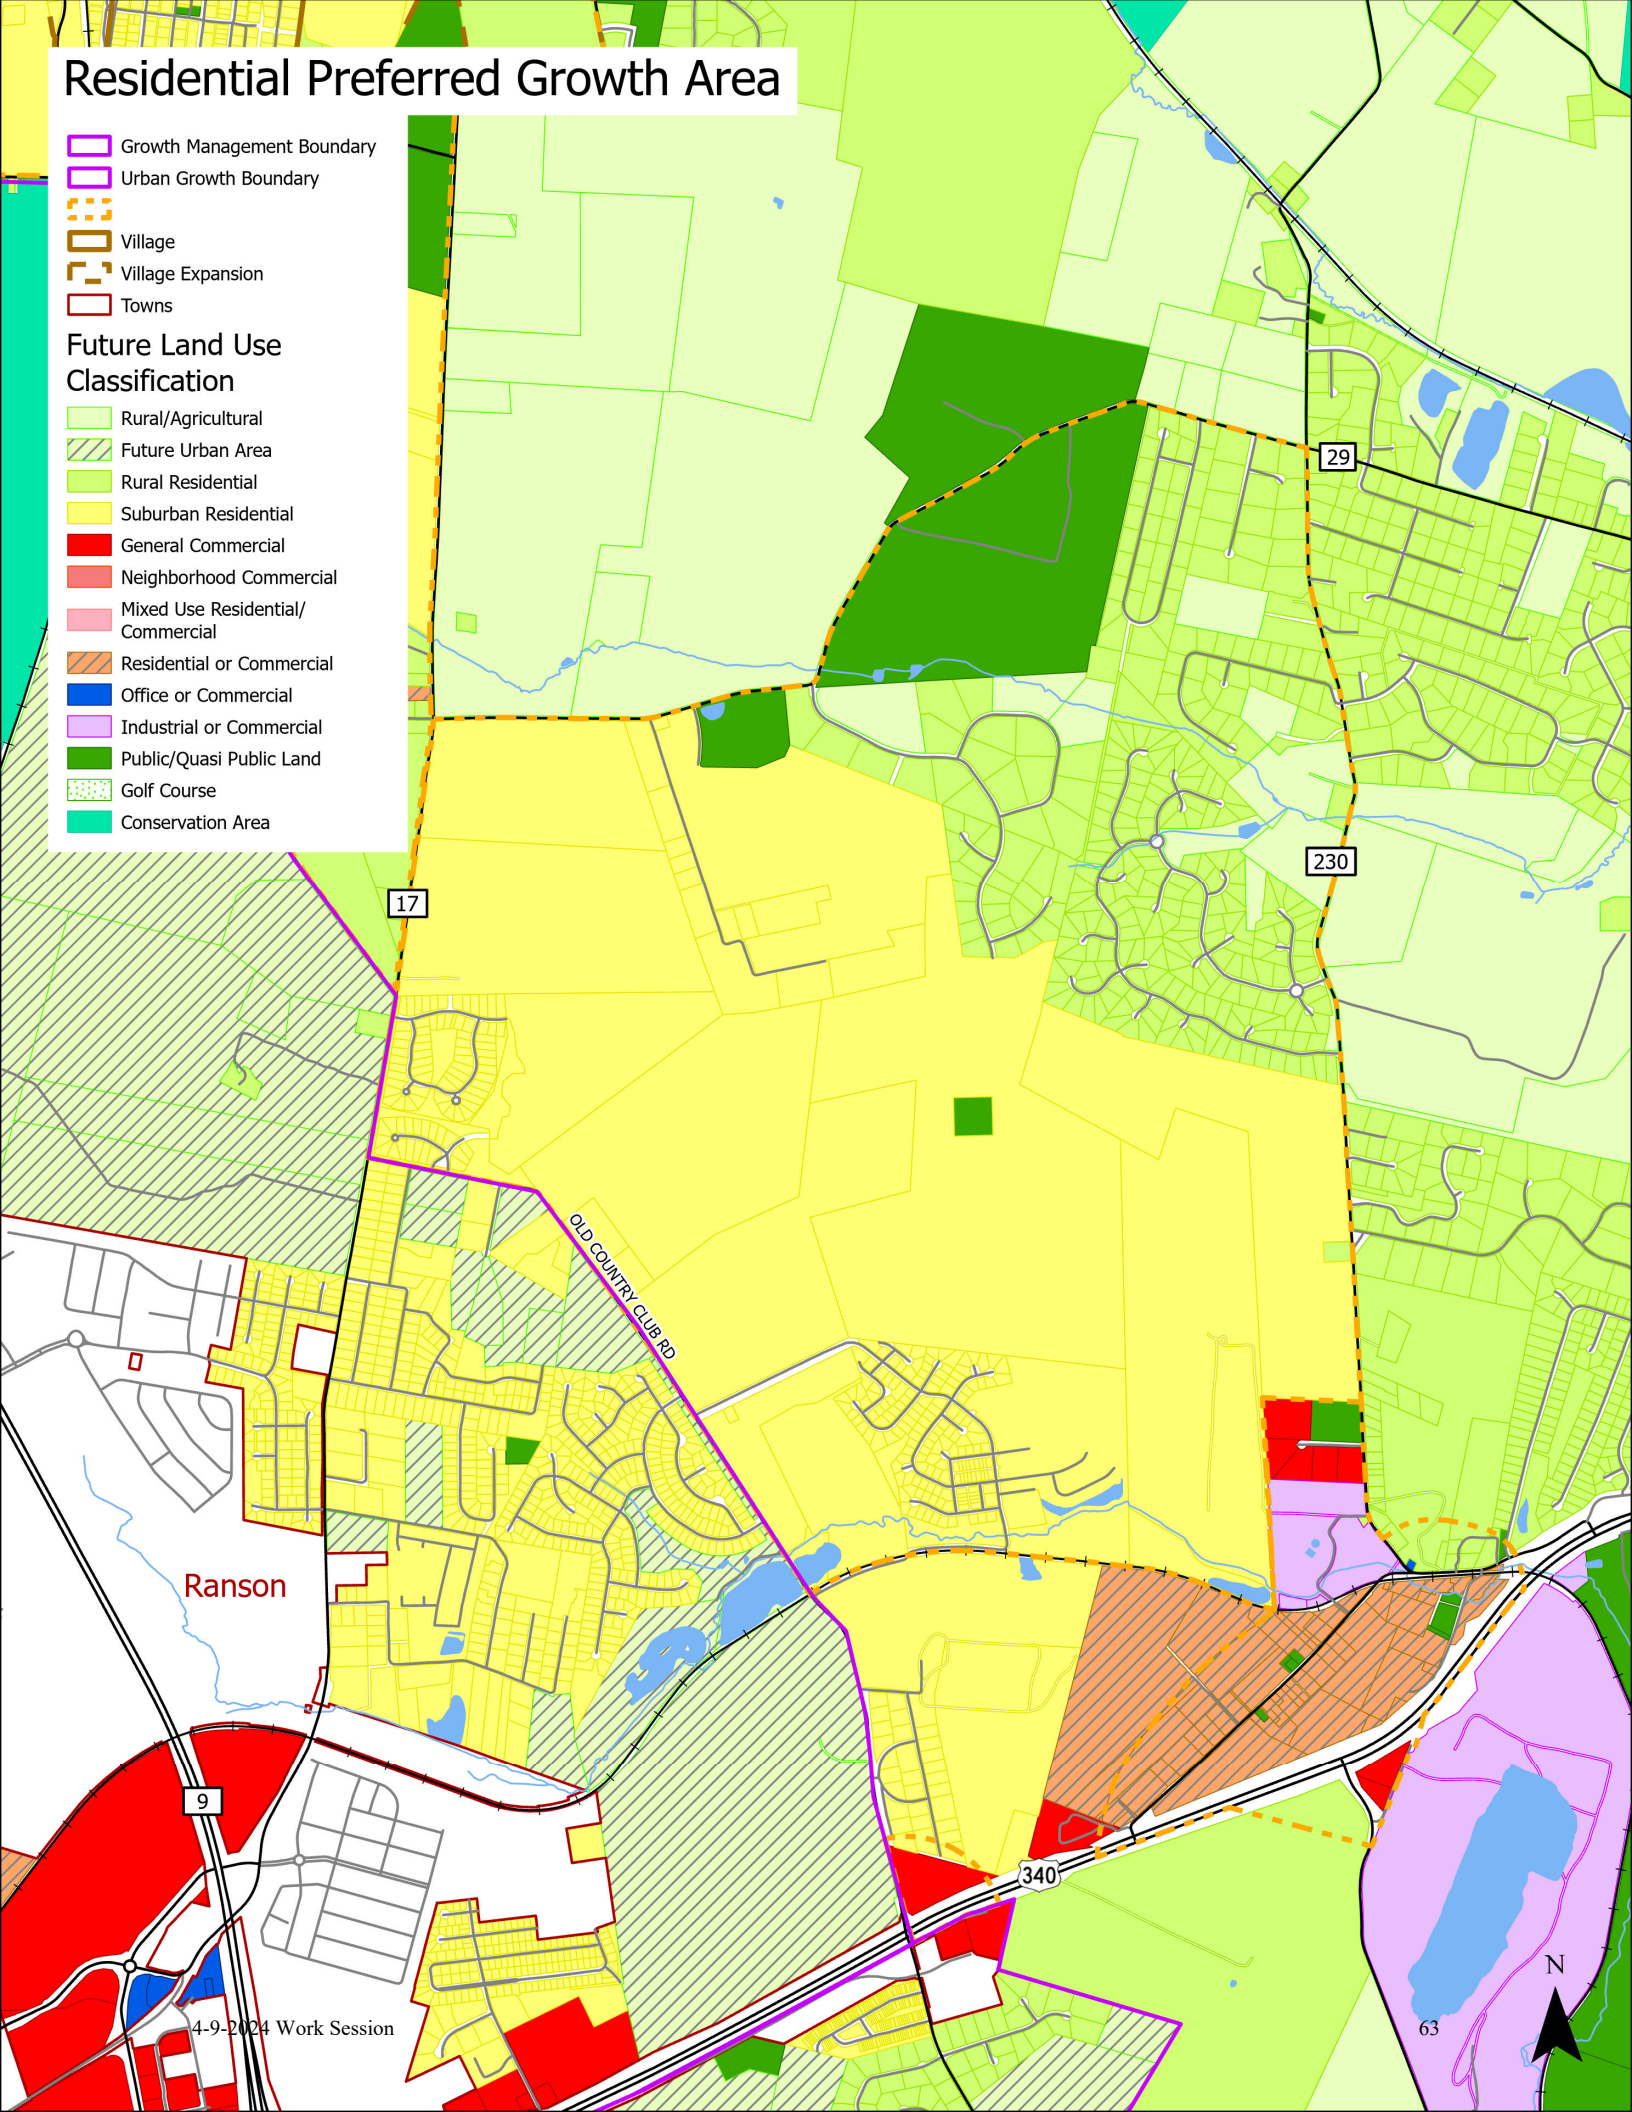 Residential Preferred Growth Area
Growth Management Boundary
Urban Growth Boundary
Village
Village Expansion
Towns
Future Land Use
Classification
Rural/Agricultural
Future Urban Area
Rural Residential
Suburban Residential
General Commercial
Neighborhood Commercial
Mixed Use Residential/
Commercial
Residential or Commercial
Office or Commercial
Industrial or Commercial
Public/Quasi Public Land
Golf Course
Conservation Area
29
230
17
OLD COUNTRY CLUB RD
Ranson
9
340
N
4-9-2024 Work Session
63